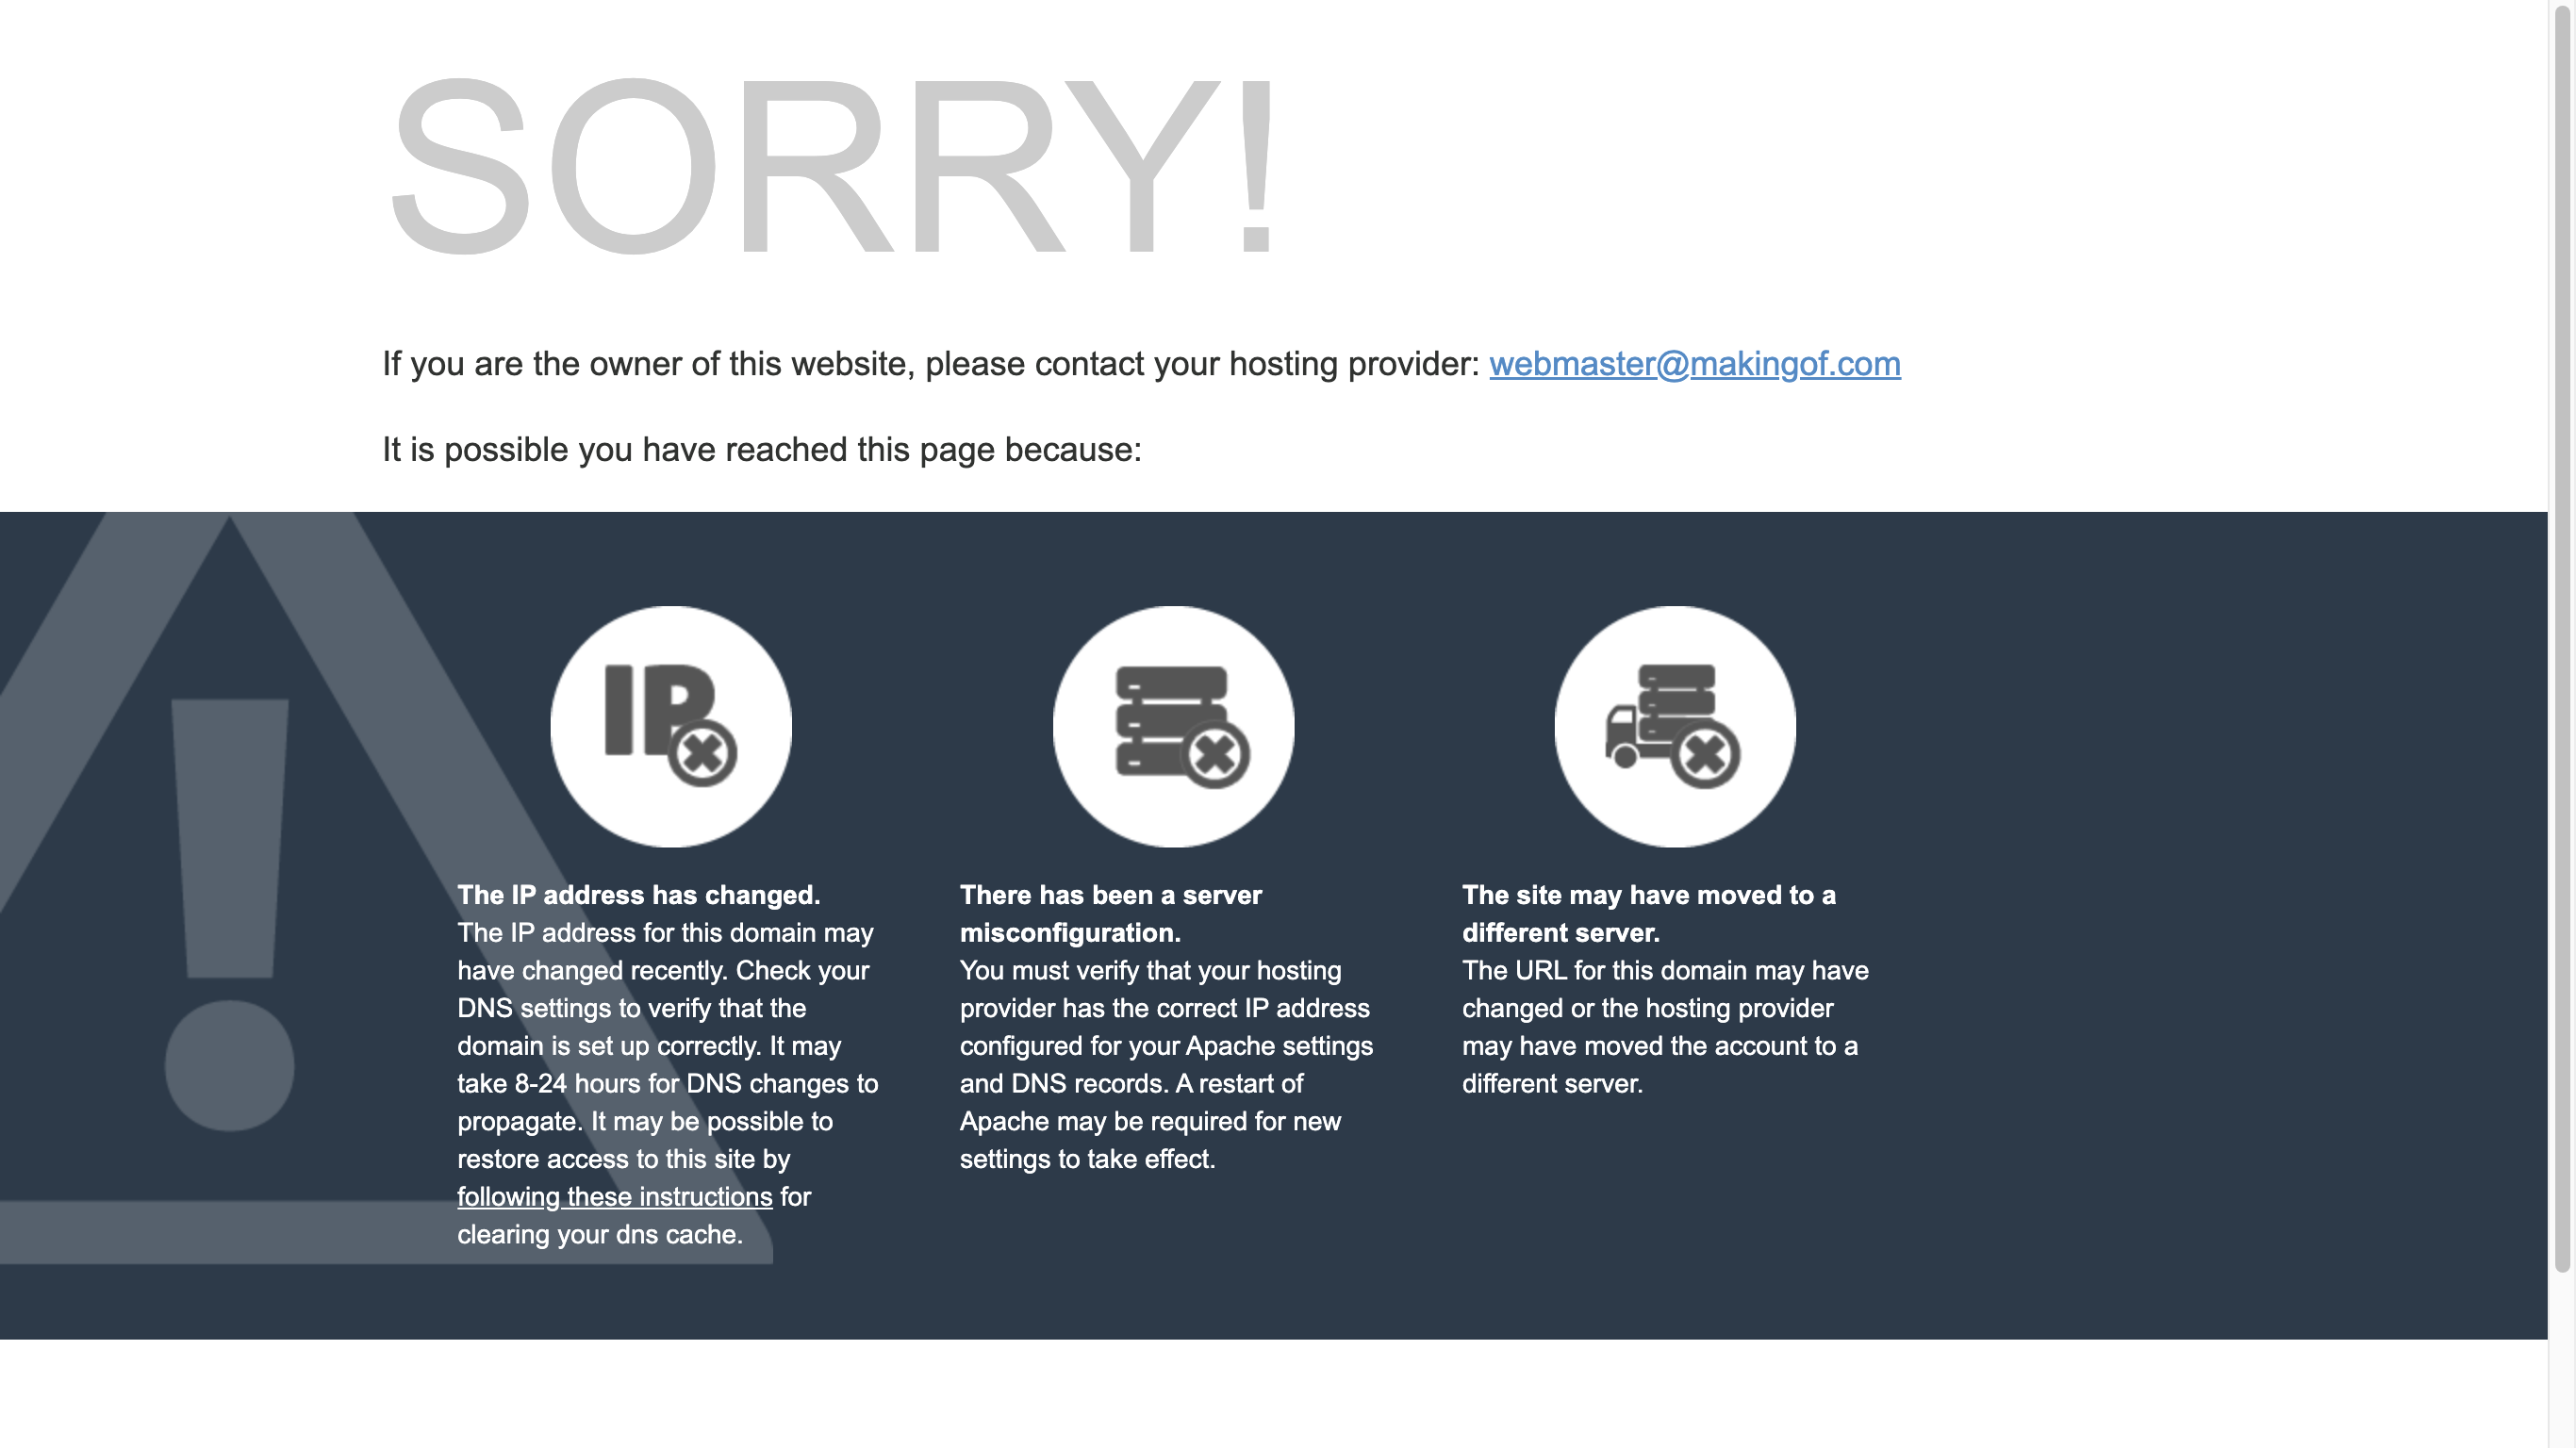 SORRY!
If you are the owner of this website, please contact your hosting provider: webmaster@makingof.com
It is possible you have reached this page because:
IP
The IP address has changed.
The IP address for this domain may
have changed recently. Check your
DNS settings to verify that the
domain is set up correctly. It may
take 8-24 hours for DNS changes to
propagate. It may be possible to
restore access to this site by
following these instructions for
clearing your dns cache.
There has been a server
misconfiguration.
You must verify that your hosting
provider has the correct IP address
configured for your Apache settings
and DNS records. A restart of
Apache may be required for new
settings to take effect.
The site may have moved to a
different server.
The URL for this domain may have
changed or the hosting provider
may have moved the account to a
different server.